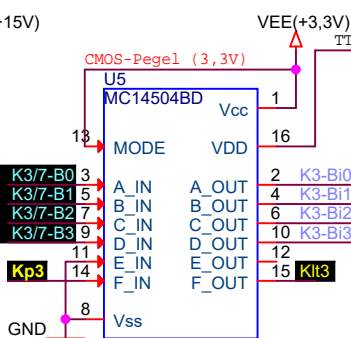 +15V)
VEE(+3,3V)
TT
CMOS-Pegel (3,3V)
U5
MC14504BD
Vcc 1
13 MODE VDD 16
K3/7-B0 3 A_IN A_OUT 2 K3-Bi0
K3/7-B1 5 B_IN B_OUT 4 K3-Bi1
K3/7-B2 7 C_IN C_OUT 6 K3-Bi2
K3/7-B3 9 D_IN D_OUT 10 K3-Bi3
11 E_IN E_OUT 12
Kp3 14 F_IN F_OUT 15 Klt3
8 Vss
GND